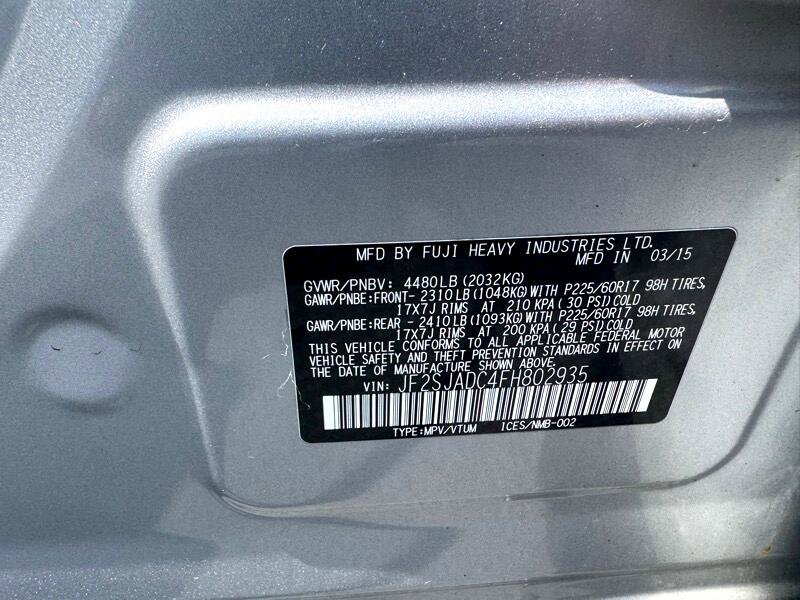 MFD BY FUJI HEAVY INDUSTRIES LTD.
MFD IN 03/15
GVWR/PNBV: 4480LB (2032KG)
GAWR/PNBE:FRONT- 2310LB (1048KG)WITH P225/60R17 98H TIRES,
17X7J RIMS AT 210 KPA (30 PSI)COLD
GAWR/PNBE:REAR - 2410LB (1093KG)WITH P225/60R17 98H TIRES,
17X7J RIMS AT 200 KPA (29 PSI)COLD
THIS VEHICLE CONFORMS TO ALL APPLICABLE FEDERAL MOTOR
VEHICLE SAFETY AND THEFT PREVENTION STANDARDS IN EFFECT ON
THE DATE OF MANUFACTURE SHOWN ABOVE.
VIN: JF2SJADC4FH802935
TYPE:MPV/VTUM ICES/NMB-002